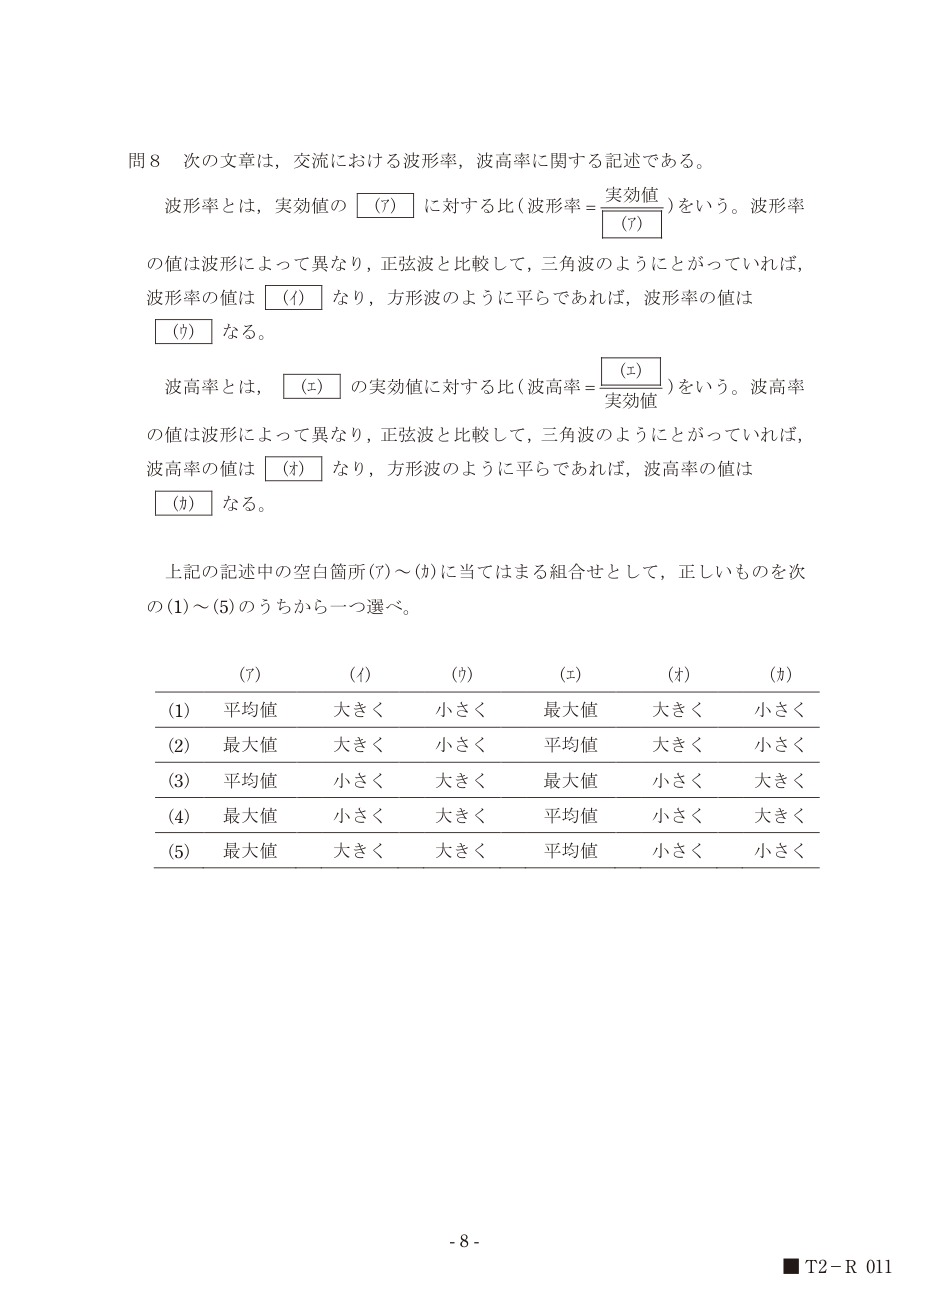 問８　次の文章は，交流における波形率，波高率に関する記述である。
波形率とは，実効値の (ｱ) に対する比(波形率＝実効値/(ｱ))をいう。波形率
の値は波形によって異なり，正弦波と比較して，三角波のようにとがっていれば，
波形率の値は (ｲ) なり，方形波のように平らであれば，波形率の値は
(ｳ) なる。
波高率とは， (ｴ) の実効値に対する比(波高率＝(ｴ)/実効値)をいう。波高率
の値は波形によって異なり，正弦波と比較して，三角波のようにとがっていれば，
波高率の値は (ｵ) なり，方形波のように平らであれば，波高率の値は
(ｶ) なる。
上記の記述中の空白箇所(ｱ)～(ｶ)に当てはまる組合せとして，正しいものを次
の(1)～(5)のうちから一つ選べ。
(ｱ) (ｲ) (ｳ) (ｴ) (ｵ) (ｶ)
(1) 平均値 大きく 小さく 最大値 大きく 小さく
(2) 最大値 大きく 小さく 平均値 大きく 小さく
(3) 平均値 小さく 大きく 最大値 小さく 大きく
(4) 最大値 小さく 大きく 平均値 小さく 大きく
(5) 最大値 大きく 大きく 平均値 小さく 小さく
- 8 -
■ T2－R 011